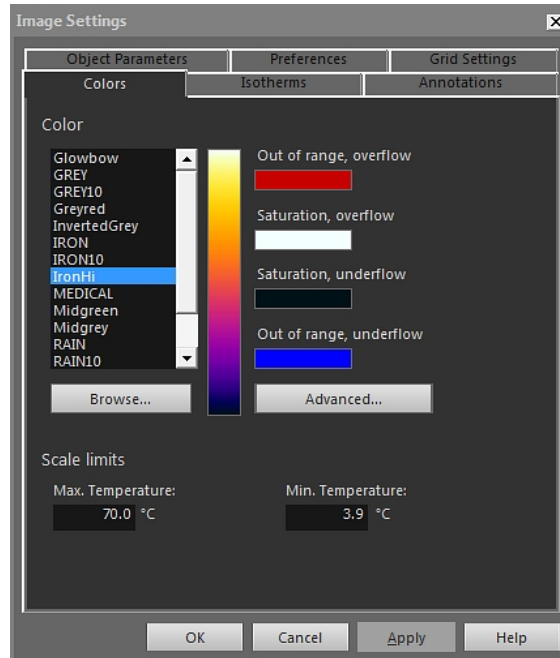 Image Settings
Object Parameters Preferences Grid Settings
Colors Isotherms Annotations
Color
Glowbow
GREY
GREY10
Greyred
InvertedGrey
IRON
IRON10
IronHi
MEDICAL
Midgreen
Midgrey
RAIN
RAIN10
Out of range, overflow
Saturation, overflow
Saturation, underflow
Out of range, underflow
Browse... Advanced...
Scale limits
Max. Temperature: Min. Temperature:
70.0 °C 3.9 °C
OK Cancel Apply Help